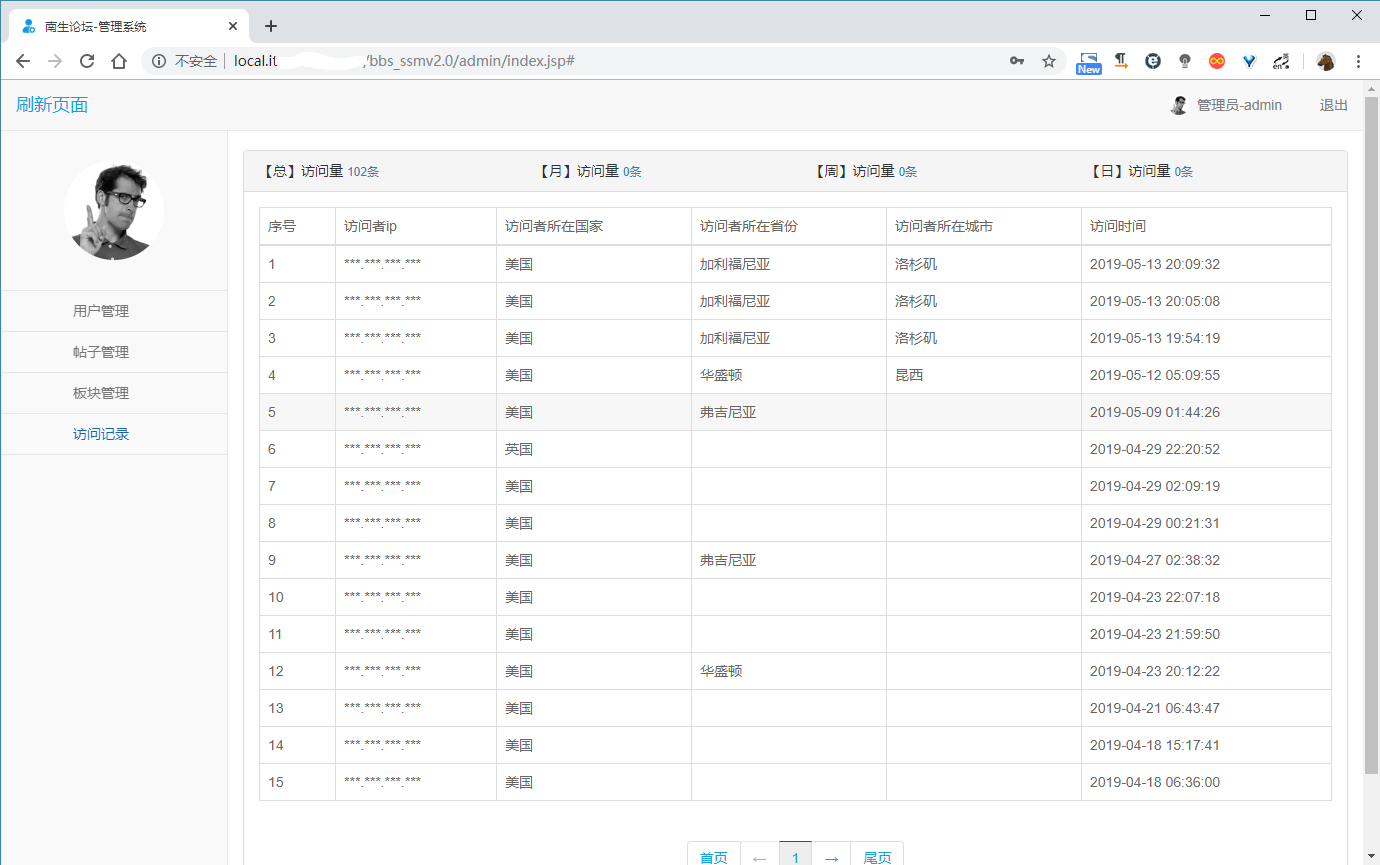 南生论坛-管理系统
不安全 local.it /bbs_ssmv2.0/admin/index.jsp#
New
en
刷新页面 管理员-admin 退出
【总】访问量 102条 【月】访问量 0条 【周】访问量 0条 【日】访问量 0条
序号 访问者ip 访问者所在国家 访问者所在省份 访问者所在城市 访问时间
1 ***.***.***.*** 美国 加利福尼亚 洛杉矶 2019-05-13 20:09:32
2 ***.***.***.*** 美国 加利福尼亚 洛杉矶 2019-05-13 20:05:08
3 ***.***.***.*** 美国 加利福尼亚 洛杉矶 2019-05-13 19:54:19
4 ***.***.***.*** 美国 华盛顿 昆西 2019-05-12 05:09:55
5 ***.***.***.*** 美国 弗吉尼亚 2019-05-09 01:44:26
6 ***.***.***.*** 英国 2019-04-29 22:20:52
7 ***.***.***.*** 美国 2019-04-29 02:09:19
8 ***.***.***.*** 美国 2019-04-29 00:21:31
9 ***.***.***.*** 美国 弗吉尼亚 2019-04-27 02:38:32
10 ***.***.***.*** 美国 2019-04-23 22:07:18
11 ***.***.***.*** 美国 2019-04-23 21:59:50
12 ***.***.***.*** 美国 华盛顿 2019-04-23 20:12:22
13 ***.***.***.*** 美国 2019-04-21 06:43:47
14 ***.***.***.*** 美国 2019-04-18 15:17:41
15 ***.***.***.*** 美国 2019-04-18 06:36:00
用户管理
帖子管理
板块管理
访问记录
首页 ← 1 → 尾页